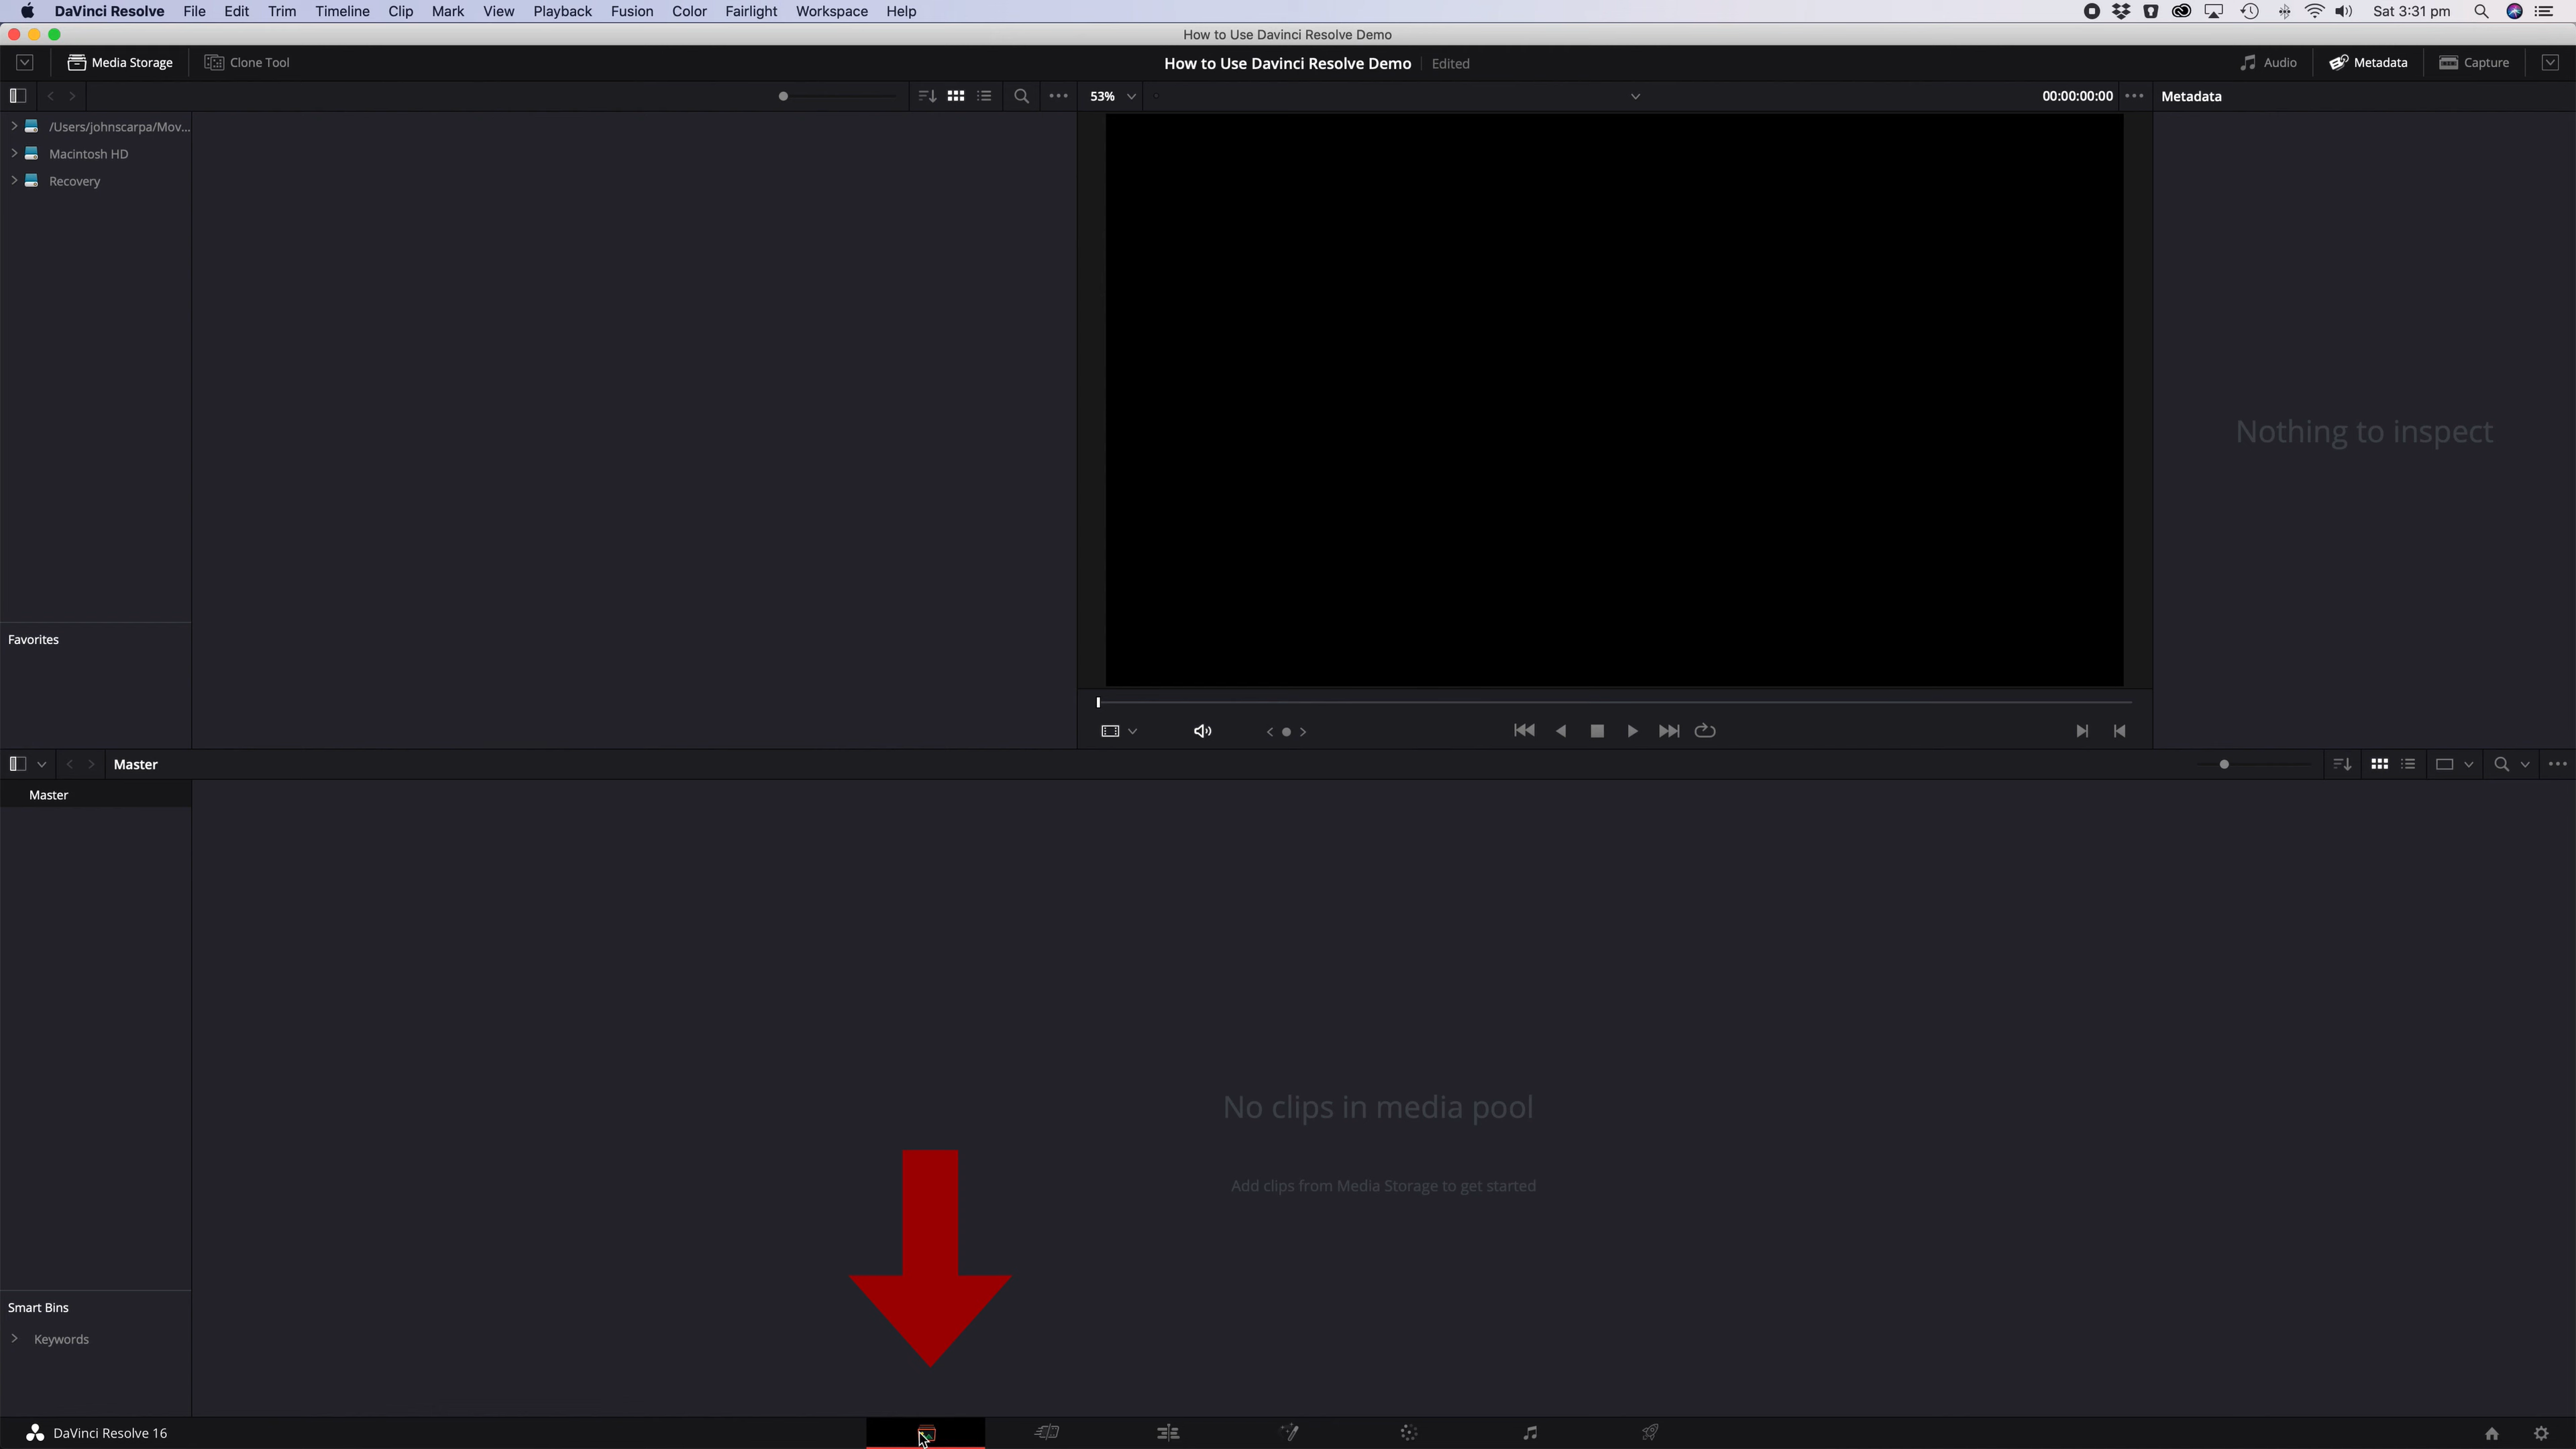 DaVinci Resolve File Edit Trim Timeline Clip Mark View Playback Fusion Color Fairlight Workspace Help Sat 3:31 pm
How to Use Davinci Resolve Demo
Media Storage Clone Tool How to Use Davinci Resolve Demo Edited Audio Metadata Capture
53% 00:00:00:00 Metadata
/Users/johnscarpa/Mov...
Macintosh HD
Recovery
Nothing to inspect
Favorites
Master
Master
No clips in media pool
Add clips from Media Storage to get started
Smart Bins
Keywords
DaVinci Resolve 16